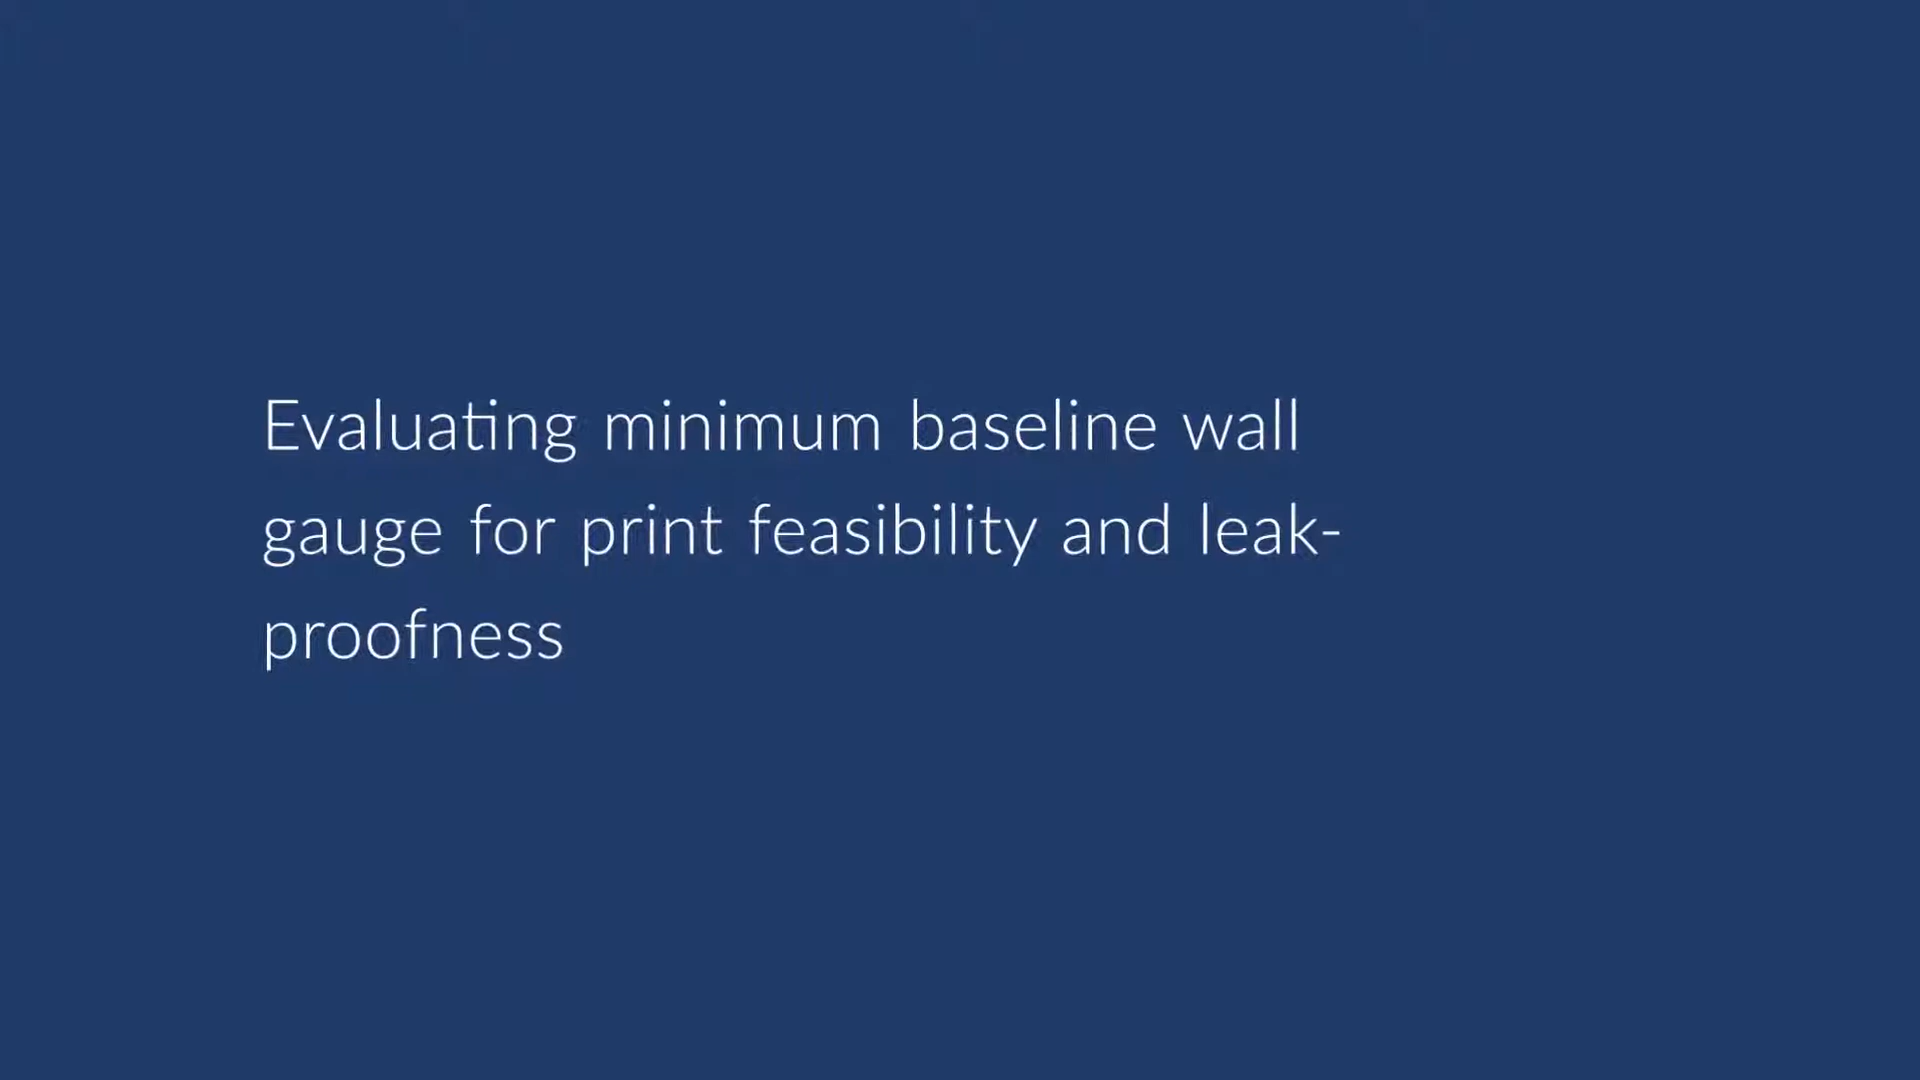 Evaluating minimum baseline wall
gauge for print feasibility and leak-
proofness